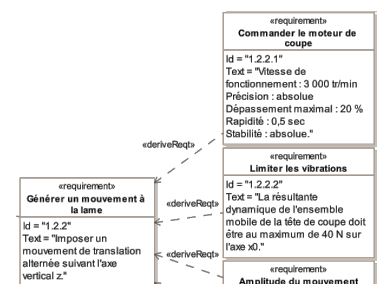 «requirement»
Commander le moteur de
coupe
Id = "1.2.2.1"
Text = "Vitesse de
fonctionnement : 3 000 tr/min
Précision : absolue
Dépassement maximal : 20 %
Rapidité : 0,5 sec
Stabilité : absolue."
«deriveReqt»
«requirement»
Limiter les vibrations
Id = "1.2.2.2"
Text = "La résultante
dynamique de l'ensemble
mobile de la tête de coupe doit
être au maximum de 40 N sur
l'axe x0."
«deriveReqt»
«requirement»
Générer un mouvement à
la lame
Id = "1.2.2"
Text = "Imposer un
mouvement de translation
alternée suivant l'axe
vertical z."
«deriveReqt»
«requirement»
Amplitude du mouvement